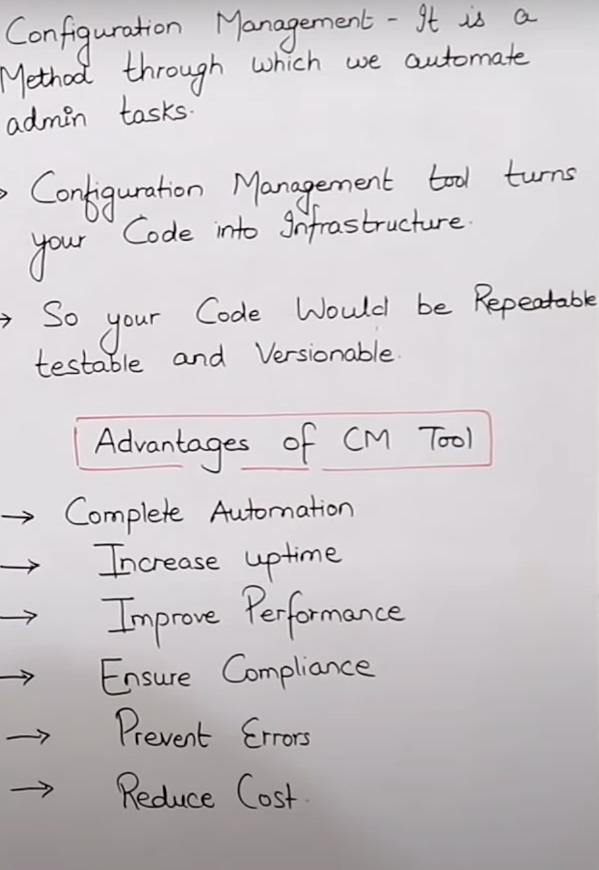 Configuration Management - It is a
Method through which we automate
admin tasks.
> Configuration Management tool turns
your Code into Infrastructure.
→ So your Code Would be Repeatable
testable and Versionable.
Advantages of CM Tool
→ Complete Automation
→ Increase uptime
→ Improve Performance
→ Ensure Compliance
→ Prevent Errors
→ Reduce Cost.